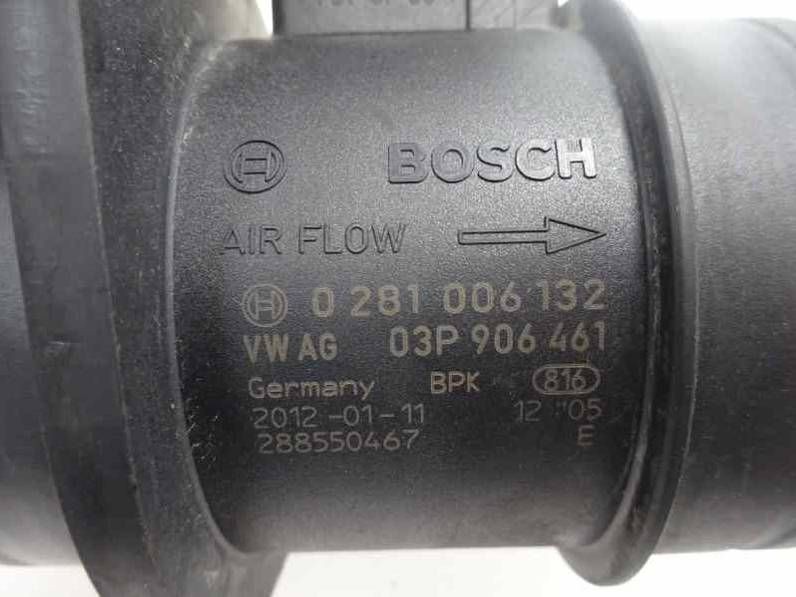 BOSCH
AIR FLOW
0 281 006 132
VW AG 03P 906 461
Germany BPK 816
2012-01-11 12 "05
288550467 E